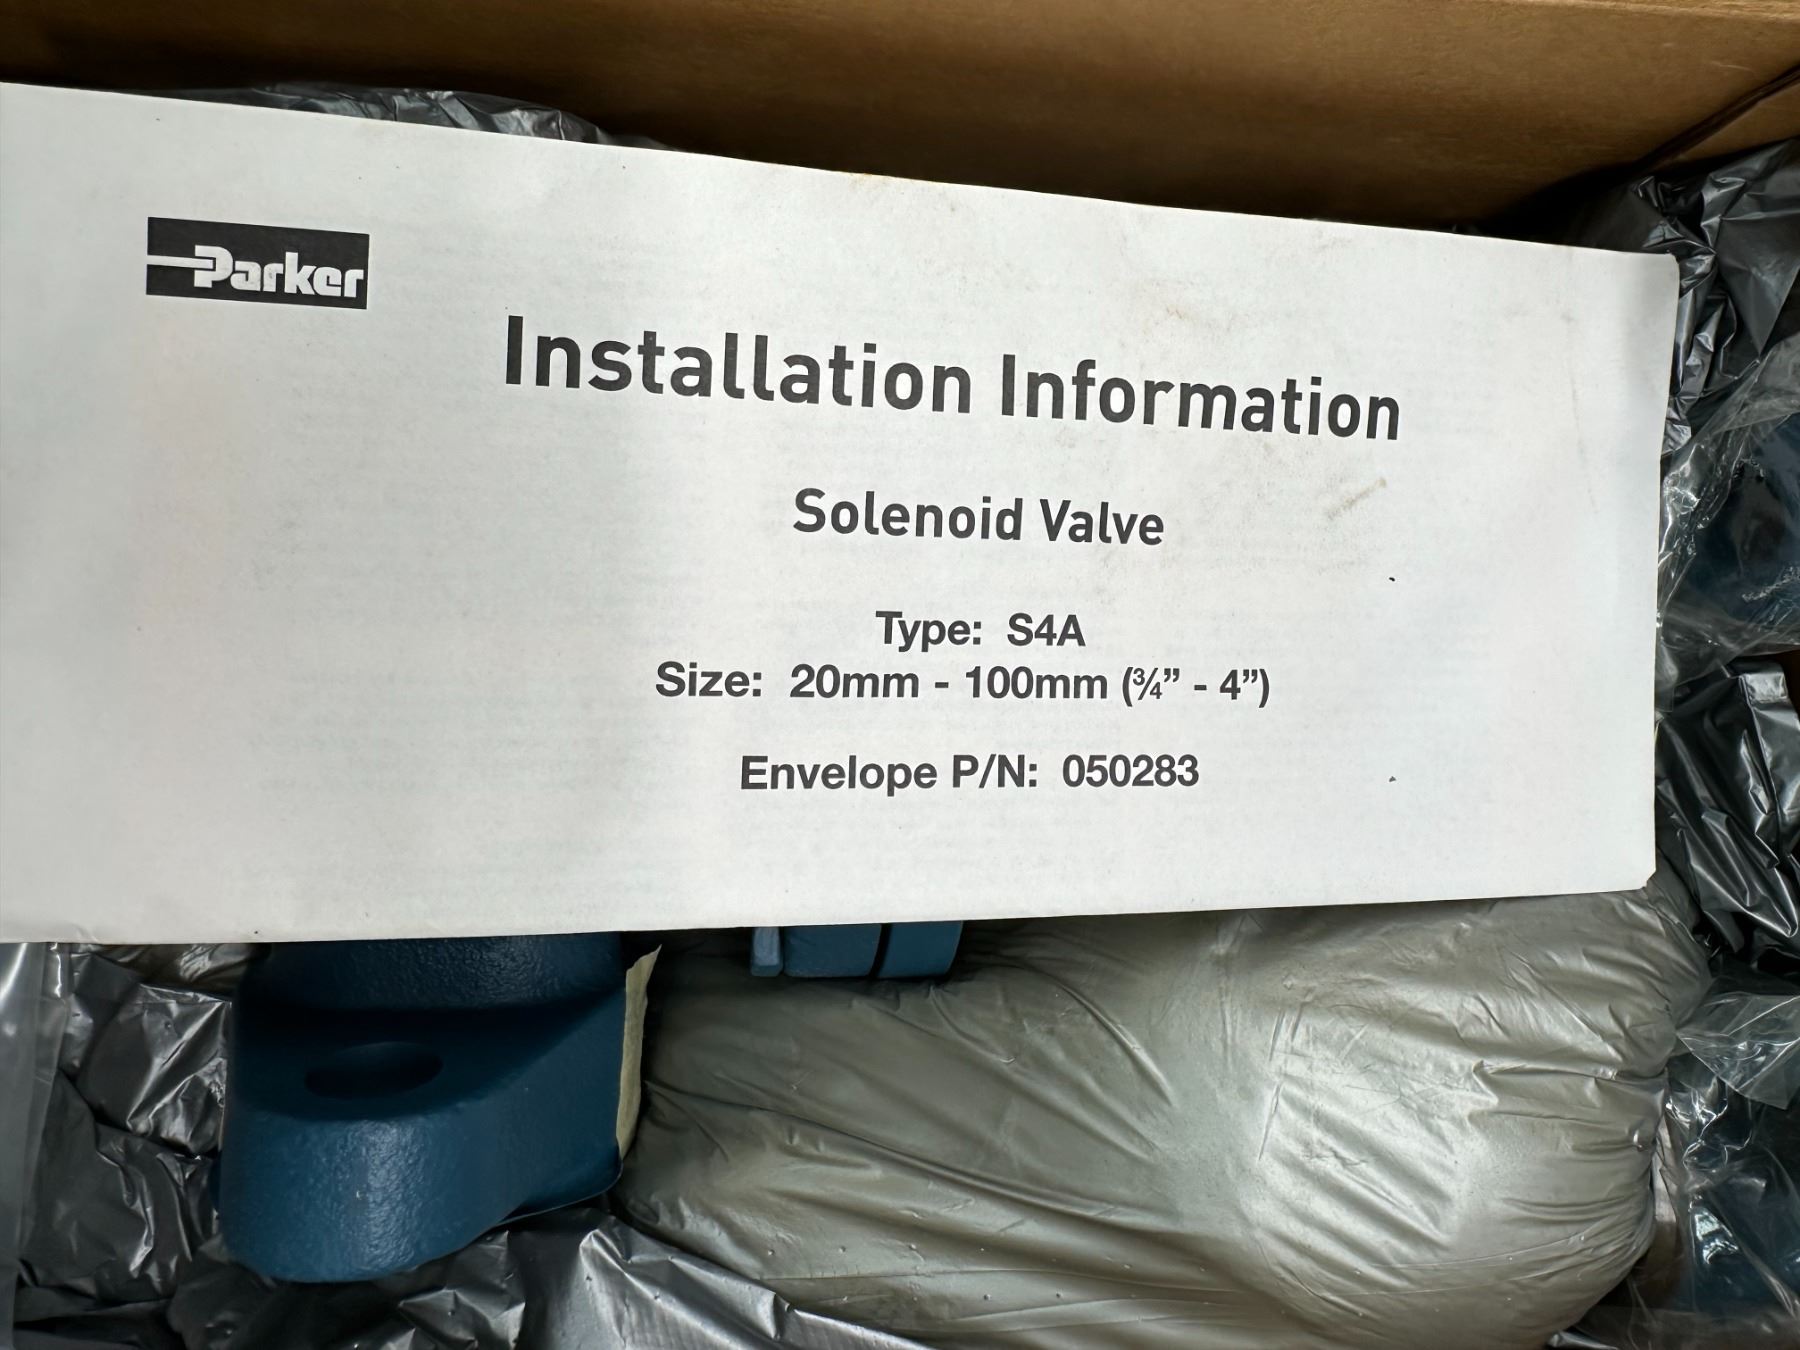 Parker
Installation Information
Solenoid Valve
Type: S4A
Size: 20mm - 100mm (¾” - 4”)
Envelope P/N: 050283